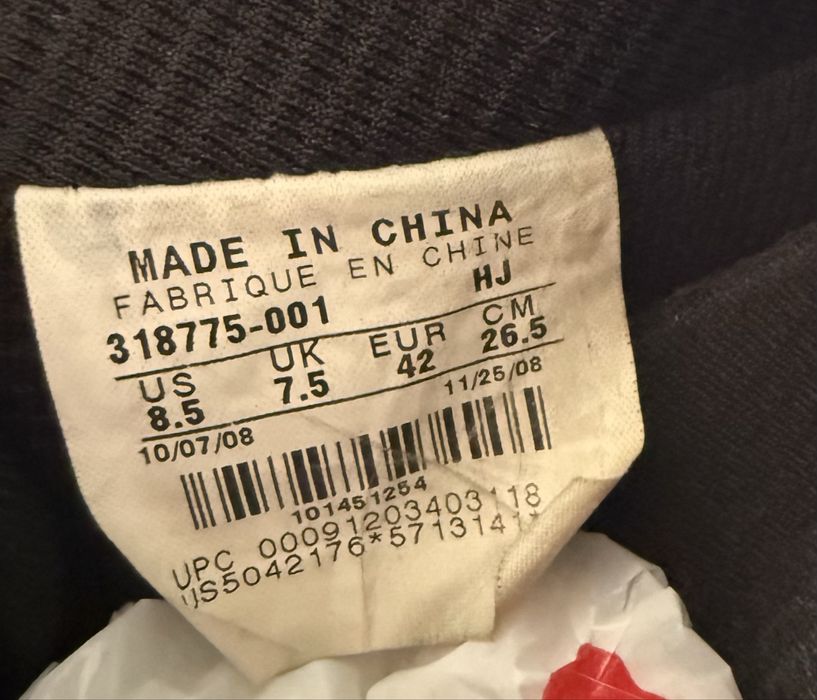 MADE IN CHINA
FABRIQUE EN CHINE
318775-001 HJ
US UK EUR CM
8.5 7.5 42 26.5
10/07/08 11/25/08
101451254
UPC 00091203403118
US5042176*5713141*